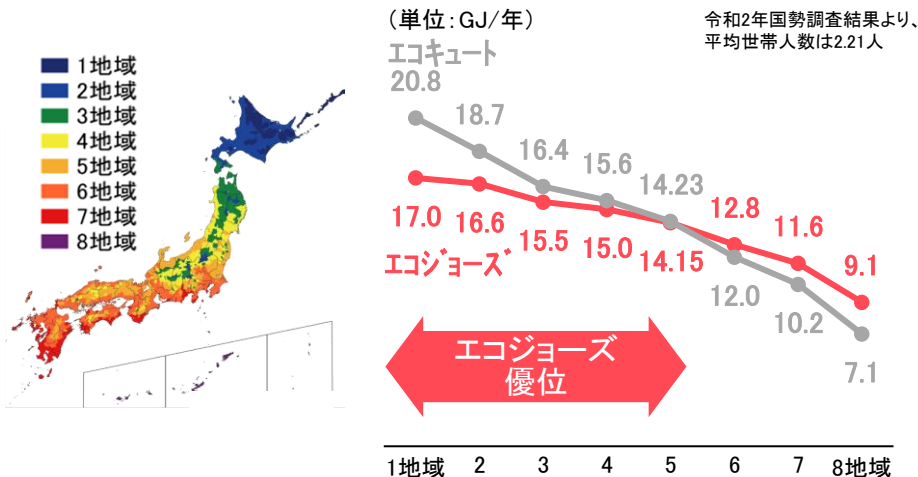 1地域
2地域
3地域
4地域
5地域
6地域
7地域
8地域
（単位：GJ/年）
令和2年国勢調査結果より、
平均世帯人数は2.21人
エコキュート
20.8
18.7
16.4
15.6
14.23
12.8
11.6
9.1
17.0
16.6
15.5
15.0
14.15
12.0
10.2
7.1
エコジョーズ
エコジョーズ
優位
1地域 2 3 4 5 6 7 8地域